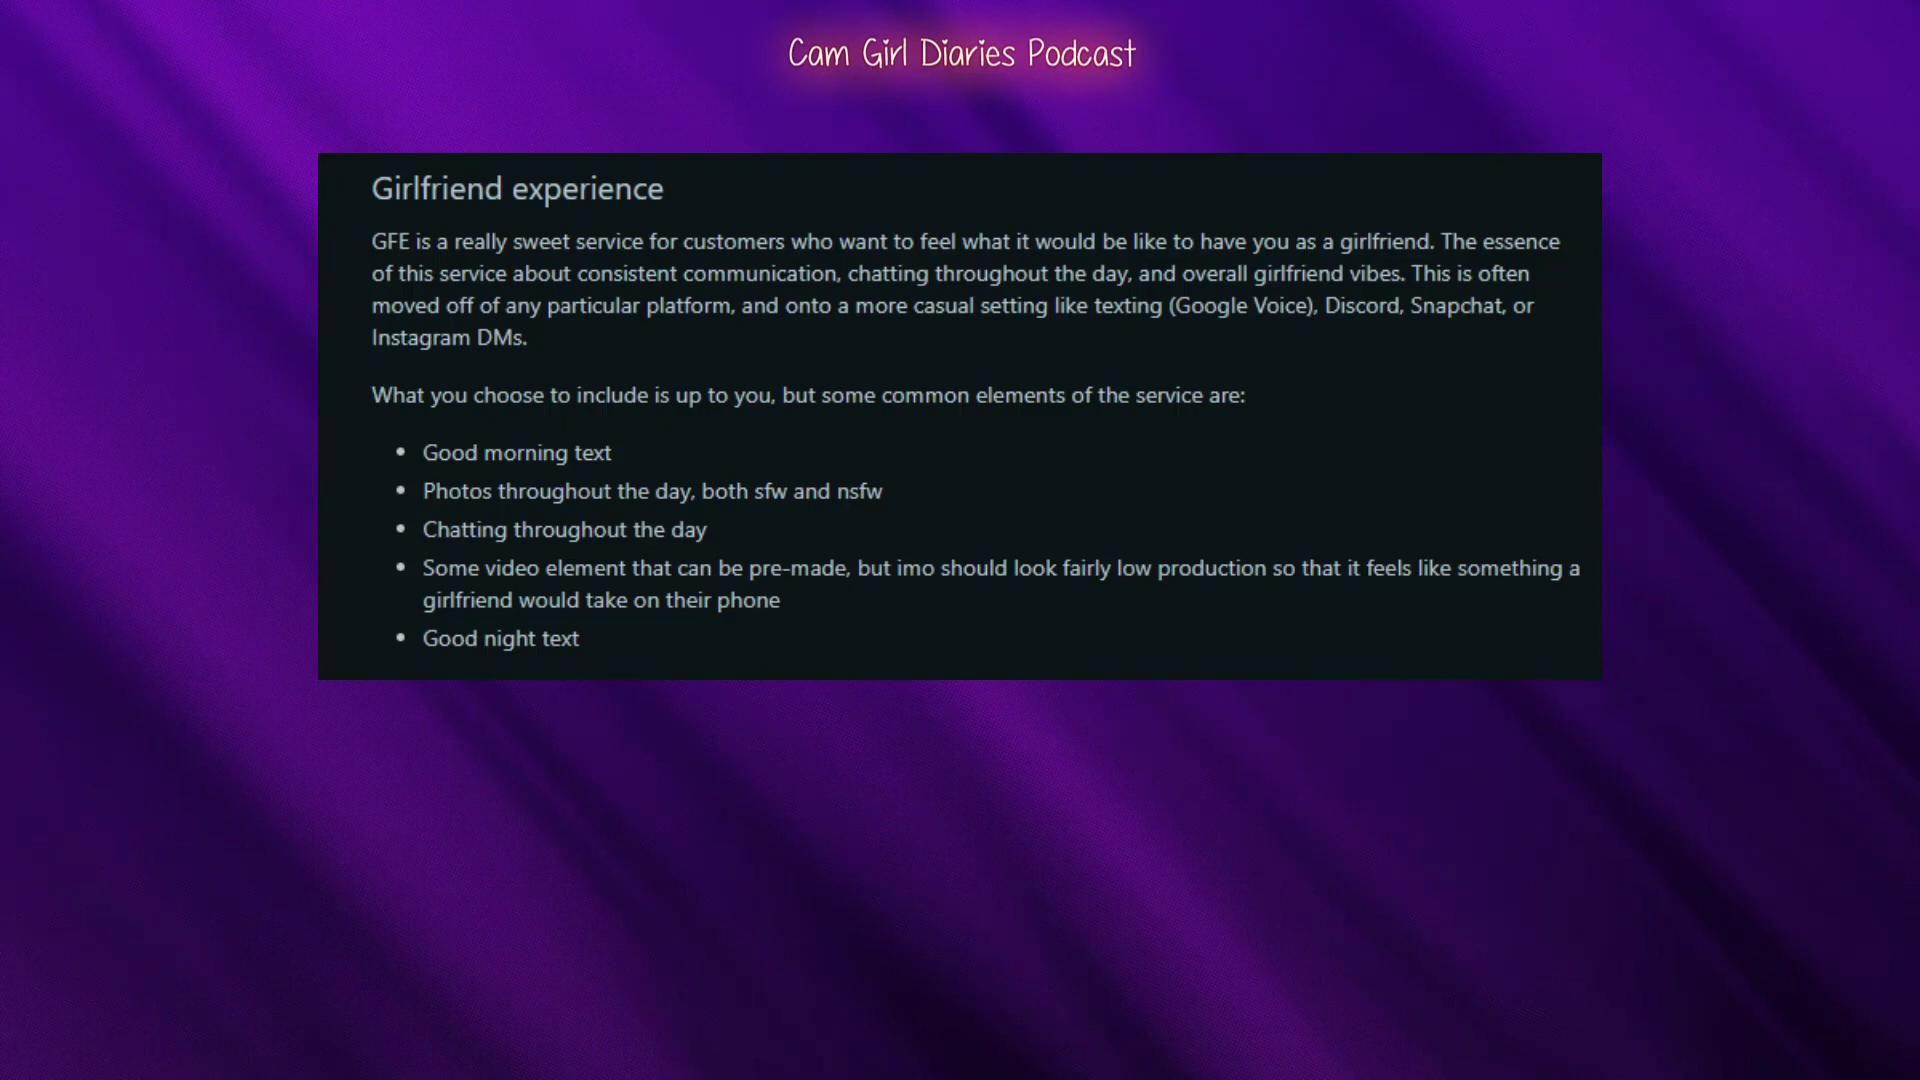 Cam Girl Diaries Podcast
Girlfriend experience
GFE is a really sweet service for customers who want to feel what it would be like to have you as a girlfriend. The essence
of this service about consistent communication, chatting throughout the day, and overall girlfriend vibes. This is often
moved off of any particular platform, and onto a more casual setting like texting (Google Voice), Discord, Snapchat, or
Instagram DMs.
What you choose to include is up to you, but some common elements of the service are:
• Good morning text
• Photos throughout the day, both sfw and nsfw
• Chatting throughout the day
• Some video element that can be pre-made, but imo should look fairly low production so that it feels like something a
girlfriend would take on their phone
• Good night text